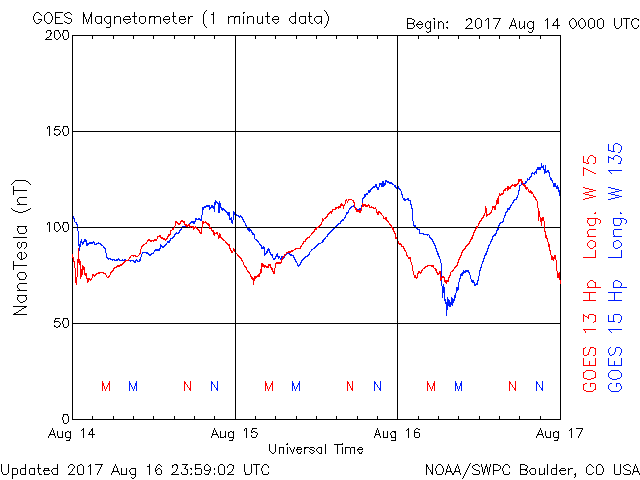 GOES Magnetometer (1 minute data)
Begin: 2017 Aug 14 0000 UTC
200
150
100
50
0
NanoTesla (nT)
M M N N M M N N M M N N
Aug 14 Aug 15 Aug 16 Aug 17
Universal Time
GOES 13 Hp Long. W 75
GOES 15 Hp Long. W 135
Updated 2017 Aug 16 23:59:02 UTC
NOAA/SWPC Boulder, CO USA